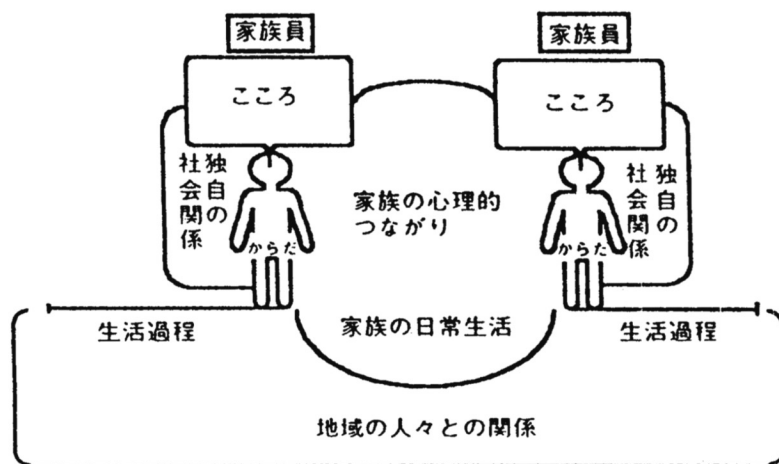 家族員
家族員
こころ
こころ
独自の
社会関係
家族の心理的
つながり
独自の
社会関係
からだ
からだ
生活過程
家族の日常生活
生活過程
地域の人々との関係